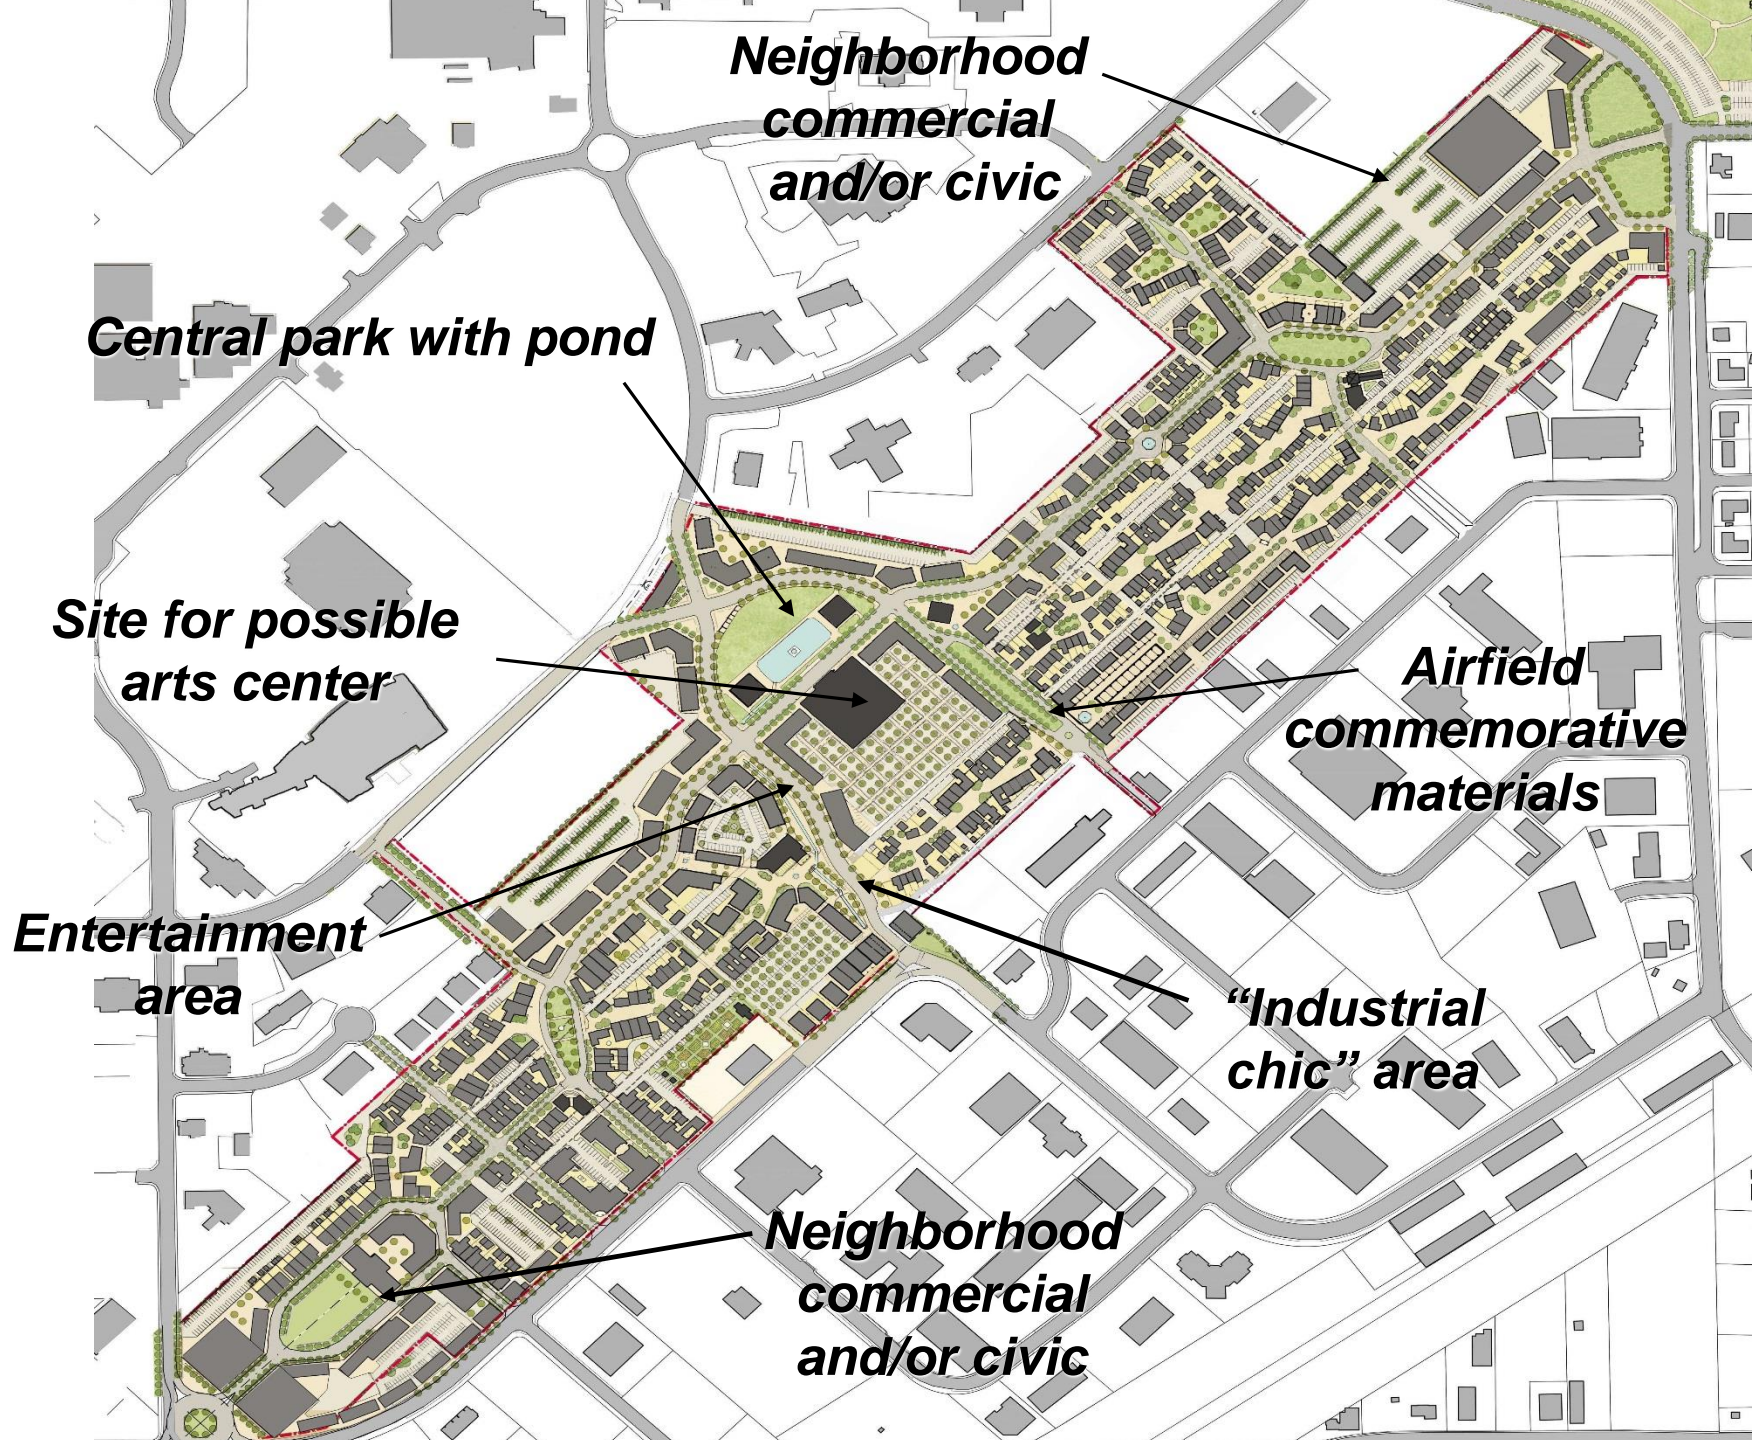 Neighborhood
commercial
and/or civic
Central park with pond
Site for possible
arts center
Airfield
commemorative
materials
Entertainment
area
“Industrial
chic” area
Neighborhood
commercial
and/or civic